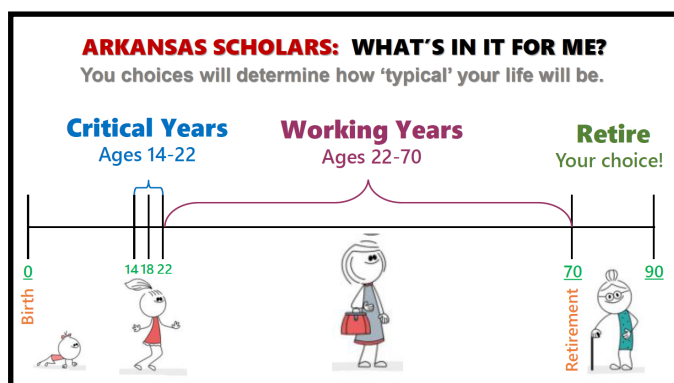 ARKANSAS SCHOLARS: WHAT'S IN IT FOR ME?
You choices will determine how 'typical' your life will be.
Critical Years
Ages 14-22
Working Years
Ages 22-70
Retire
Your choice!
0
14 18 22
70
90
Birth
Retirement